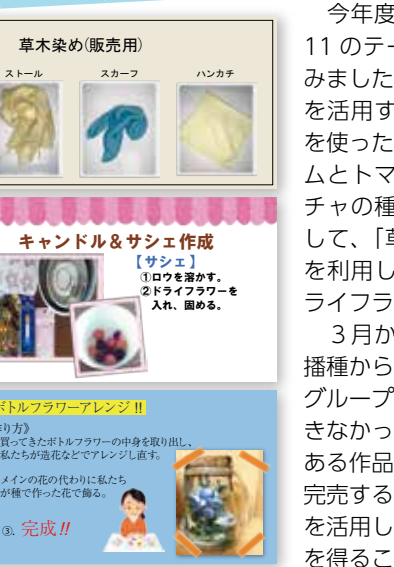 草木染め(販売用)
ストール スカーフ ハンカチ
キャンドル&サシェ作成
【サシェ】
①ロウを溶かす。
②ドライフラワーを
入れ、固める。
ボトルフラワーアレンジ!!
り方》
買ってきたボトルフラワーの中身を取り出し、
私たちが造花などでアレンジし直す。
メインの花の代わりに私たち
が種で作った花で飾る。
③. 完成!!
今年度
11 のテー
みました
を活用す
を使った
ムとトマ
チャの種
して、「草
を利用し
ライフラ
3月か
播種から
グループ
きなかっ
ある作品
完売する
を活用し
を得るこ